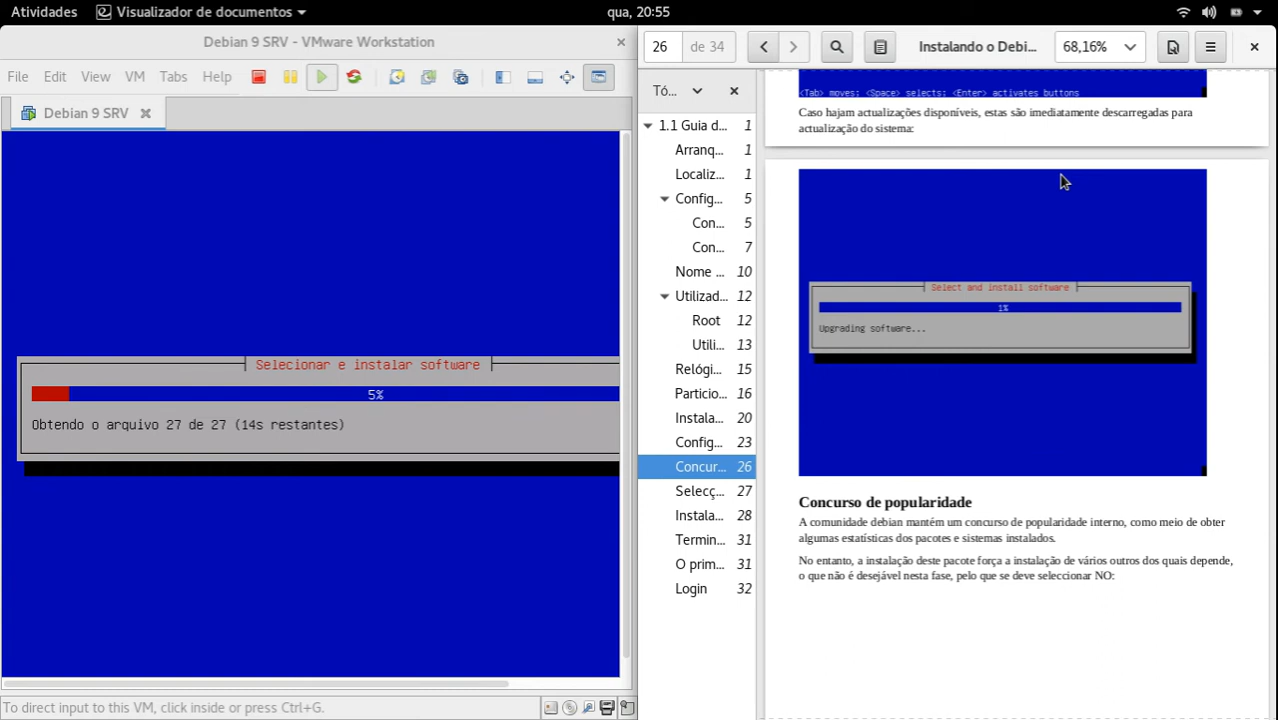 Atividades Visualizador de documentos qua, 20:55
Debian 9 SRV - VMware Workstation
File Edit View VM Tabs Help
Debian 9 SRV
Selecionar e instalar software
5%
Obtendo o arquivo 27 de 27 (14s restantes)
To direct input to this VM, click inside or press Ctrl+G.
26 de 34 Instalando o Debi... 68,16%
Tó...
1.1 Guia d... 1
Arranq... 1
Localiz... 1
Config... 5
Con... 5
Con... 7
Nome ... 10
Utilizad... 12
Root 12
Utili... 13
Relógi... 15
Particio... 16
Instala... 20
Config... 23
Concur... 26
Selecç... 27
Instala... 28
Termin... 31
O prim... 31
Login 32
<Tab> moves; <Space> selects; <Enter> activates buttons
Caso hajam actualizações disponíveis, estas são imediatamente descarregadas para
actualização do sistema:
Select and install software
1%
Upgrading software...
Concurso de popularidade
A comunidade debian mantém um concurso de popularidade interno, como meio de obter
algumas estatísticas dos pacotes e sistemas instalados.
No entanto, a instalação deste pacote força a instalação de vários outros dos quais depende,
o que não é desejável nesta fase, pelo que se deve seleccionar NO: